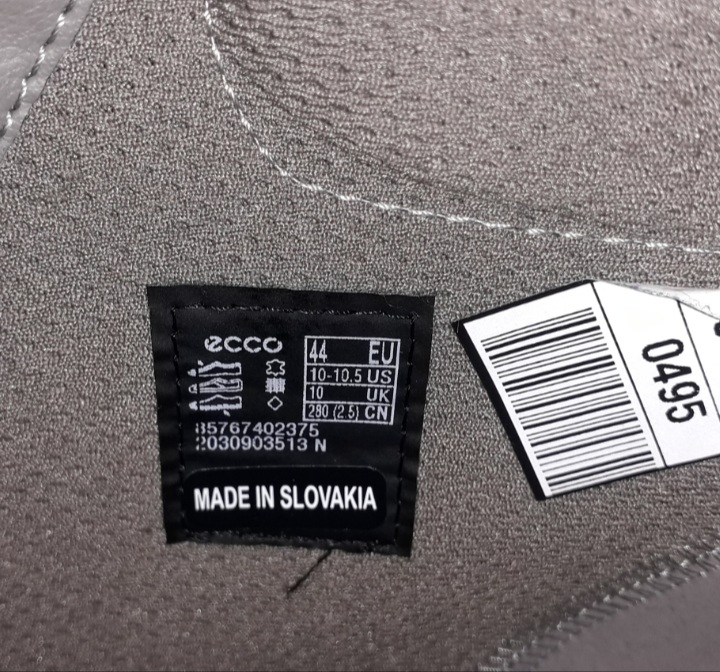 ecco
44 EU
10-10.5 US
10 UK
280 (2.5) CN
85767402375
2030903513 N
MADE IN SLOVAKIA
0495